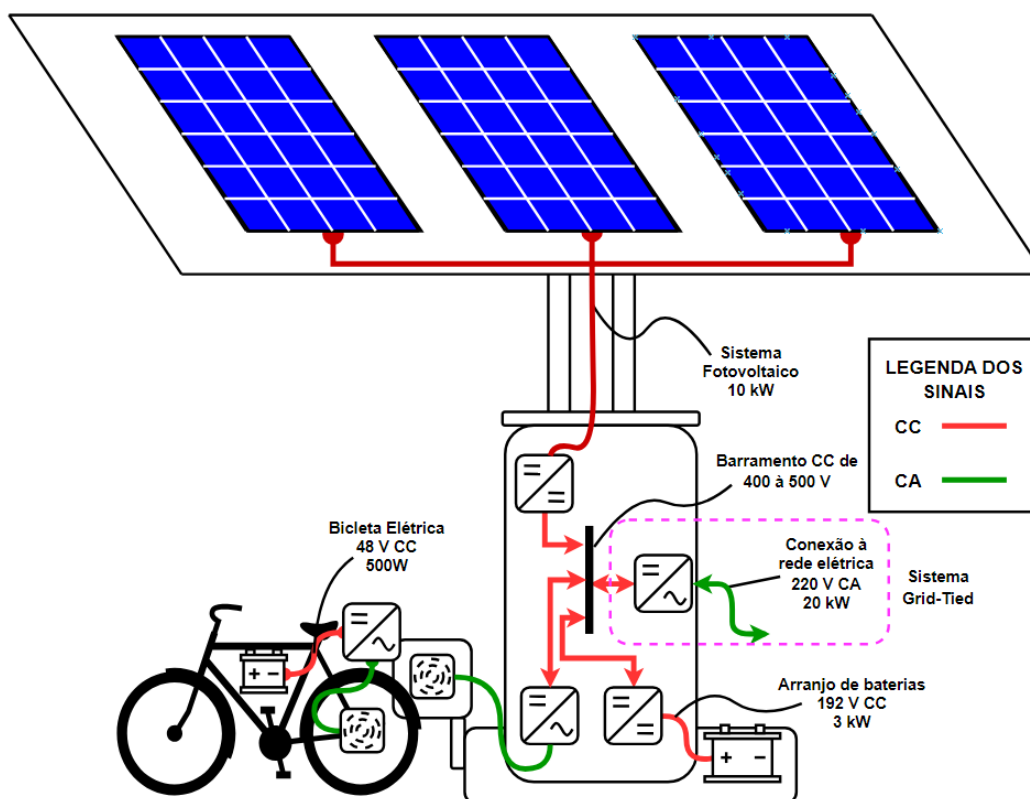 Sistema
Fotovoltaico
10 kW
LEGENDA DOS
SINAIS
CC
CA
Barramento CC de
400 à 500 V
Bicleta Elétrica
48 V CC
500W
Conexão à
rede elétrica
220 V CA
20 kW
Sistema
Grid-Tied
Arranjo de baterias
192 V CC
3 kW
+ −
+ −